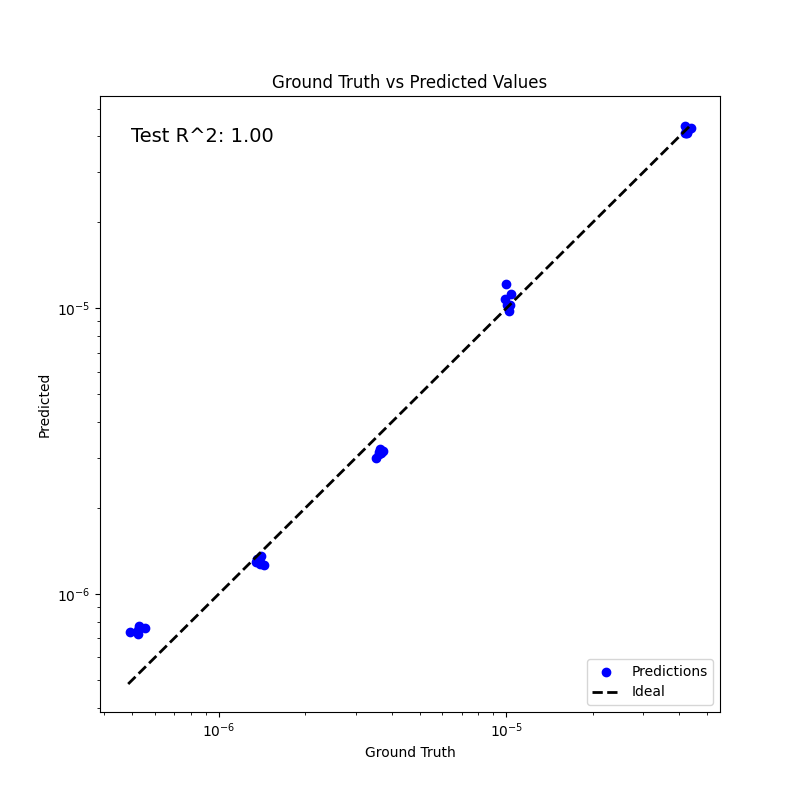 Ground Truth vs Predicted Values
Test R^2: 1.00
Predicted
10⁻⁵
10⁻⁶
10⁻⁶
10⁻⁵
Ground Truth
Predictions
Ideal